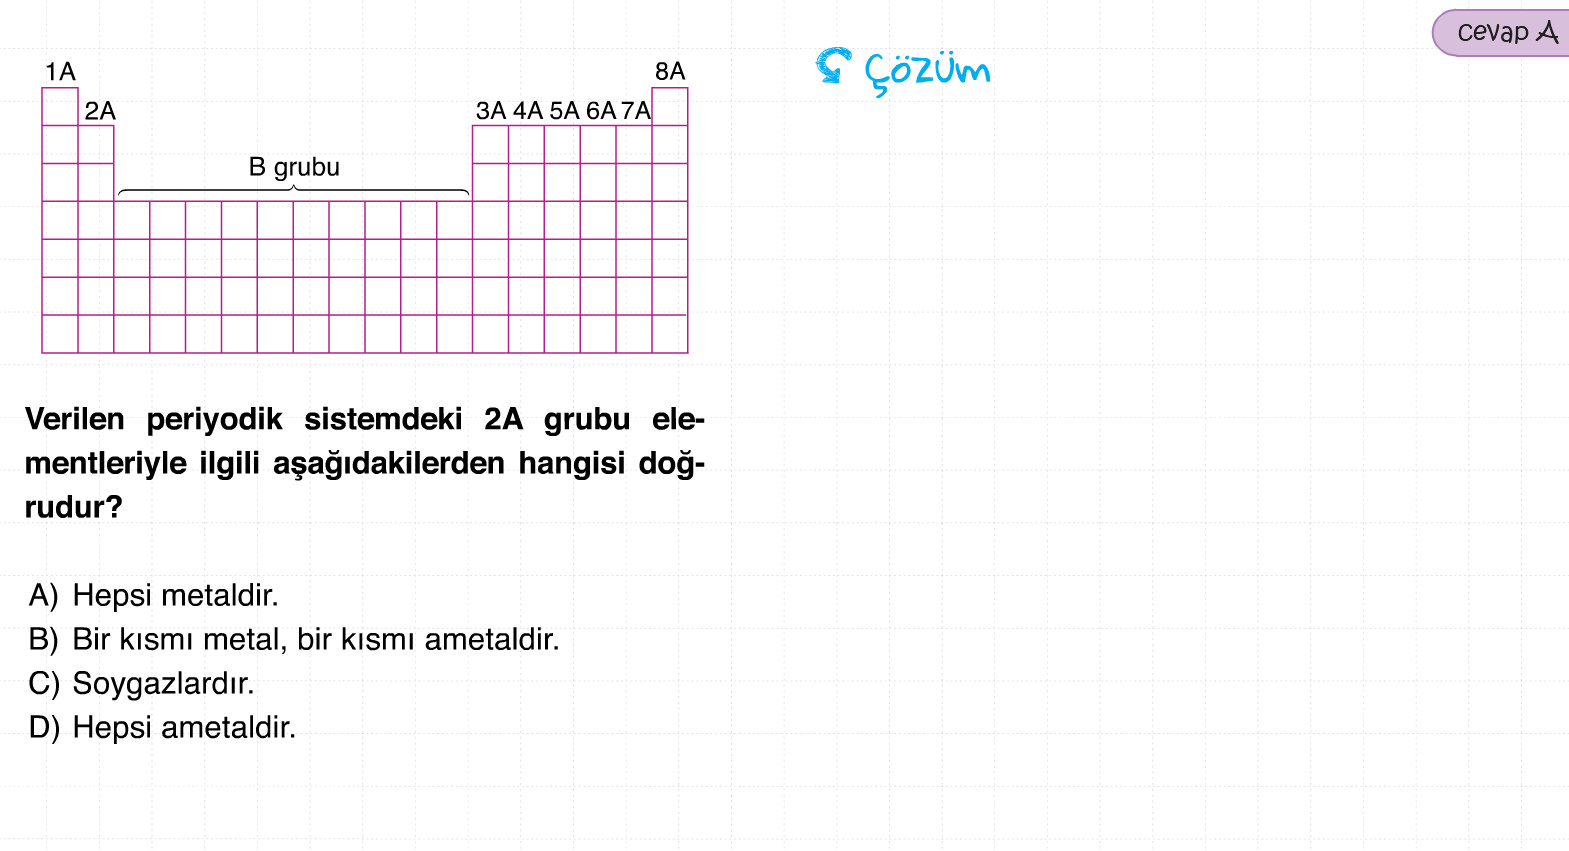 1A
8A
2A
3A 4A 5A 6A 7A
B grubu
Verilen periyodik sistemdeki 2A grubu ele-
mentleriyle ilgili aşağıdakilerden hangisi doğ-
rudur?
A) Hepsi metaldir.
B) Bir kısmı metal, bir kısmı ametaldir.
C) Soygazlardır.
D) Hepsi ametaldir.
Çözüm
Cevap A